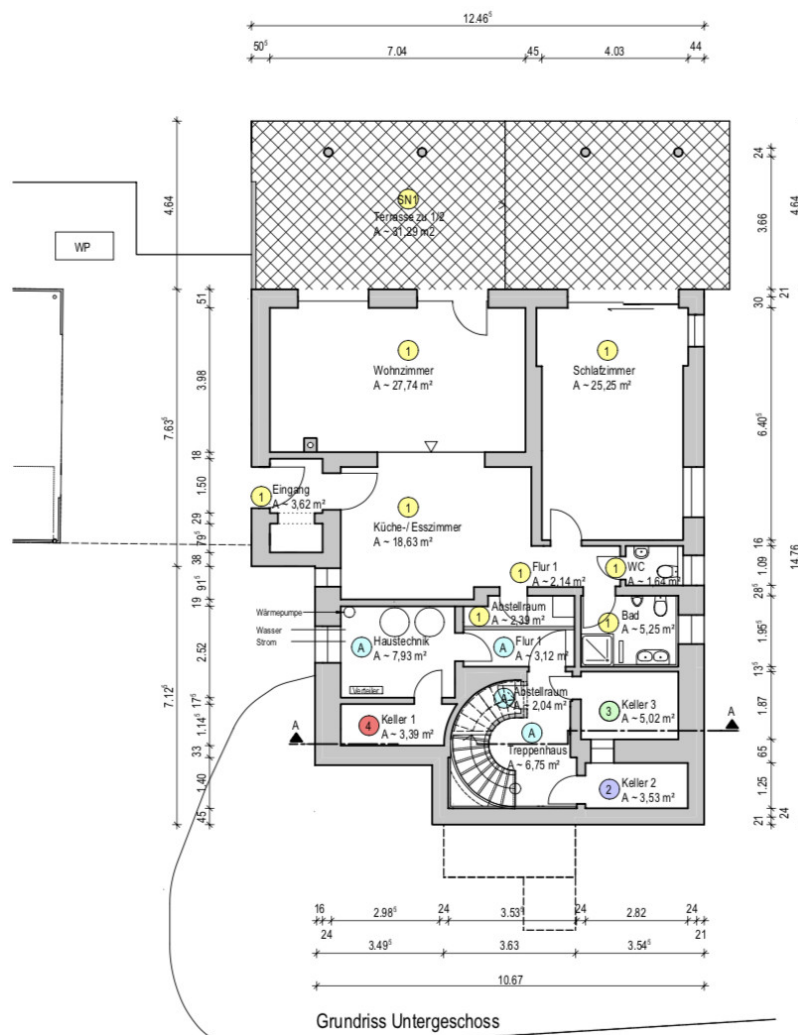 12.46⁵
50⁵ 7.04 45 4.03 44
4.64
24
3.66
4.64
SN1
Terrasse zu 1/2
A ~ 31,29 m2
WP
51
30
21
1
Wohnzimmer
A ~ 27,74 m²
1
Schlafzimmer
A ~ 25,25 m²
3.98
7.63⁵
6.40⁵
18
1
Eingang
A ~ 3,62 m²
1.50
1
Küche-/ Esszimmer
A ~ 18,63 m²
29
79⁵
38
16
14.76
1
Flur 1
A ~ 2,14 m²
1
WC
A ~ 1,64 m²
1.09
91⁵
28⁵
19
Wärmepumpe
Wasser
Strom
1
Abstellraum
A ~ 2,39 m²
1
Bad
A ~ 5,25 m²
1.95⁵
A
Haustechnik
A ~ 7,93 m²
A
Flur 1
A ~ 3,12 m²
2.52
7.12⁵
13⁵
Verteiler
A
Abstellraum
A ~ 2,04 m²
17⁵
4
Keller 1
A ~ 3,39 m²
3
Keller 3
A ~ 5,02 m²
1.87
1.14⁵
A
A
A
Treppenhaus
A ~ 6,75 m²
33
65
1.40
2
Keller 2
A ~ 3,53 m²
1.25
45
24
21
16 2.98⁵ 24 3.53⁵ 24 2.82 24
24 21
3.49⁵ 3.63 3.54⁵
10.67
Grundriss Untergeschoss